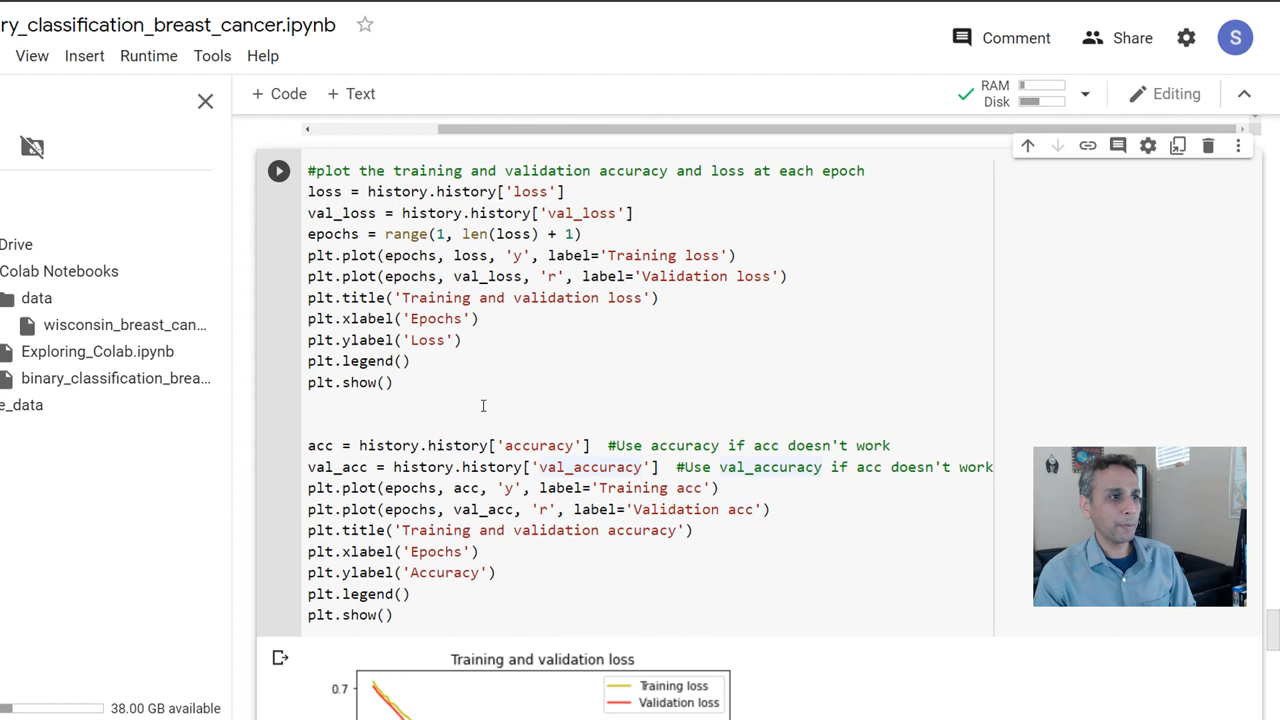 ry_classification_breast_cancer.ipynb
View Insert Runtime Tools Help
Comment Share S
+ Code + Text
RAM
Disk
Editing
Drive
Colab Notebooks
data
wisconsin_breast_can...
Exploring_Colab.ipynb
binary_classification_brea...
e_data
38.00 GB available
#plot the training and validation accuracy and loss at each epoch
loss = history.history['loss']
val_loss = history.history['val_loss']
epochs = range(1, len(loss) + 1)
plt.plot(epochs, loss, 'y', label='Training loss')
plt.plot(epochs, val_loss, 'r', label='Validation loss')
plt.title('Training and validation loss')
plt.xlabel('Epochs')
plt.ylabel('Loss')
plt.legend()
plt.show()
acc = history.history['accuracy']  #Use accuracy if acc doesn't work
val_acc = history.history['val_accuracy']  #Use val_accuracy if acc doesn't work
plt.plot(epochs, acc, 'y', label='Training acc')
plt.plot(epochs, val_acc, 'r', label='Validation acc')
plt.title('Training and validation accuracy')
plt.xlabel('Epochs')
plt.ylabel('Accuracy')
plt.legend()
plt.show()
Training and validation loss
0.7
Training loss
Validation loss